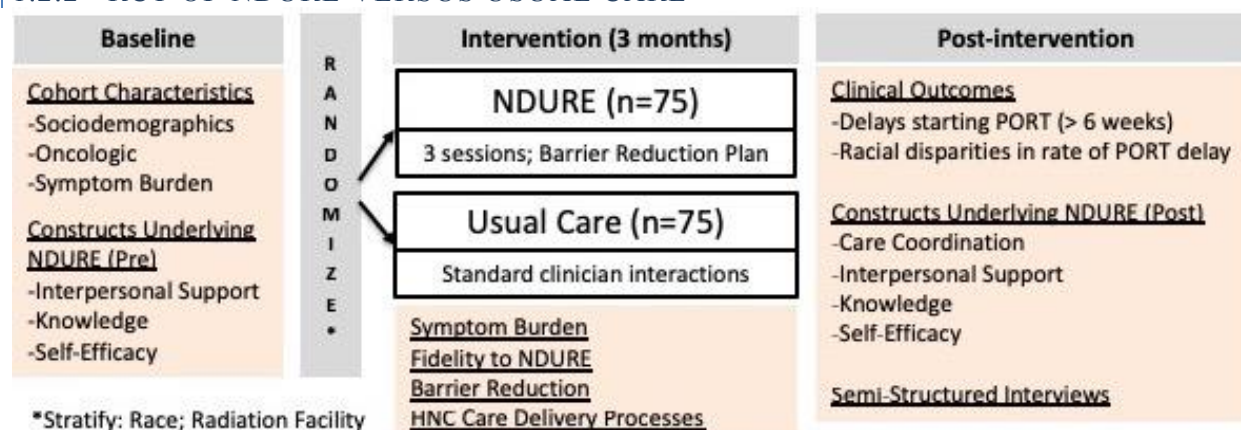 Baseline
Cohort Characteristics
-Sociodemographics
-Oncologic
-Symptom Burden
Constructs Underlying
NDURE (Pre)
-Interpersonal Support
-Knowledge
-Self-Efficacy
*Stratify: Race; Radiation Facility
R
A
N
D
O
M
I
Z
E
*
Intervention (3 months)
NDURE (n=75)
3 sessions; Barrier Reduction Plan
Usual Care (n=75)
Standard clinician interactions
Symptom Burden
Fidelity to NDURE
Barrier Reduction
HNC Care Delivery Processes
Post-intervention
Clinical Outcomes
-Delays starting PORT (> 6 weeks)
-Racial disparities in rate of PORT delay
Constructs Underlying NDURE (Post)
-Care Coordination
-Interpersonal Support
-Knowledge
-Self-Efficacy
Semi-Structured Interviews